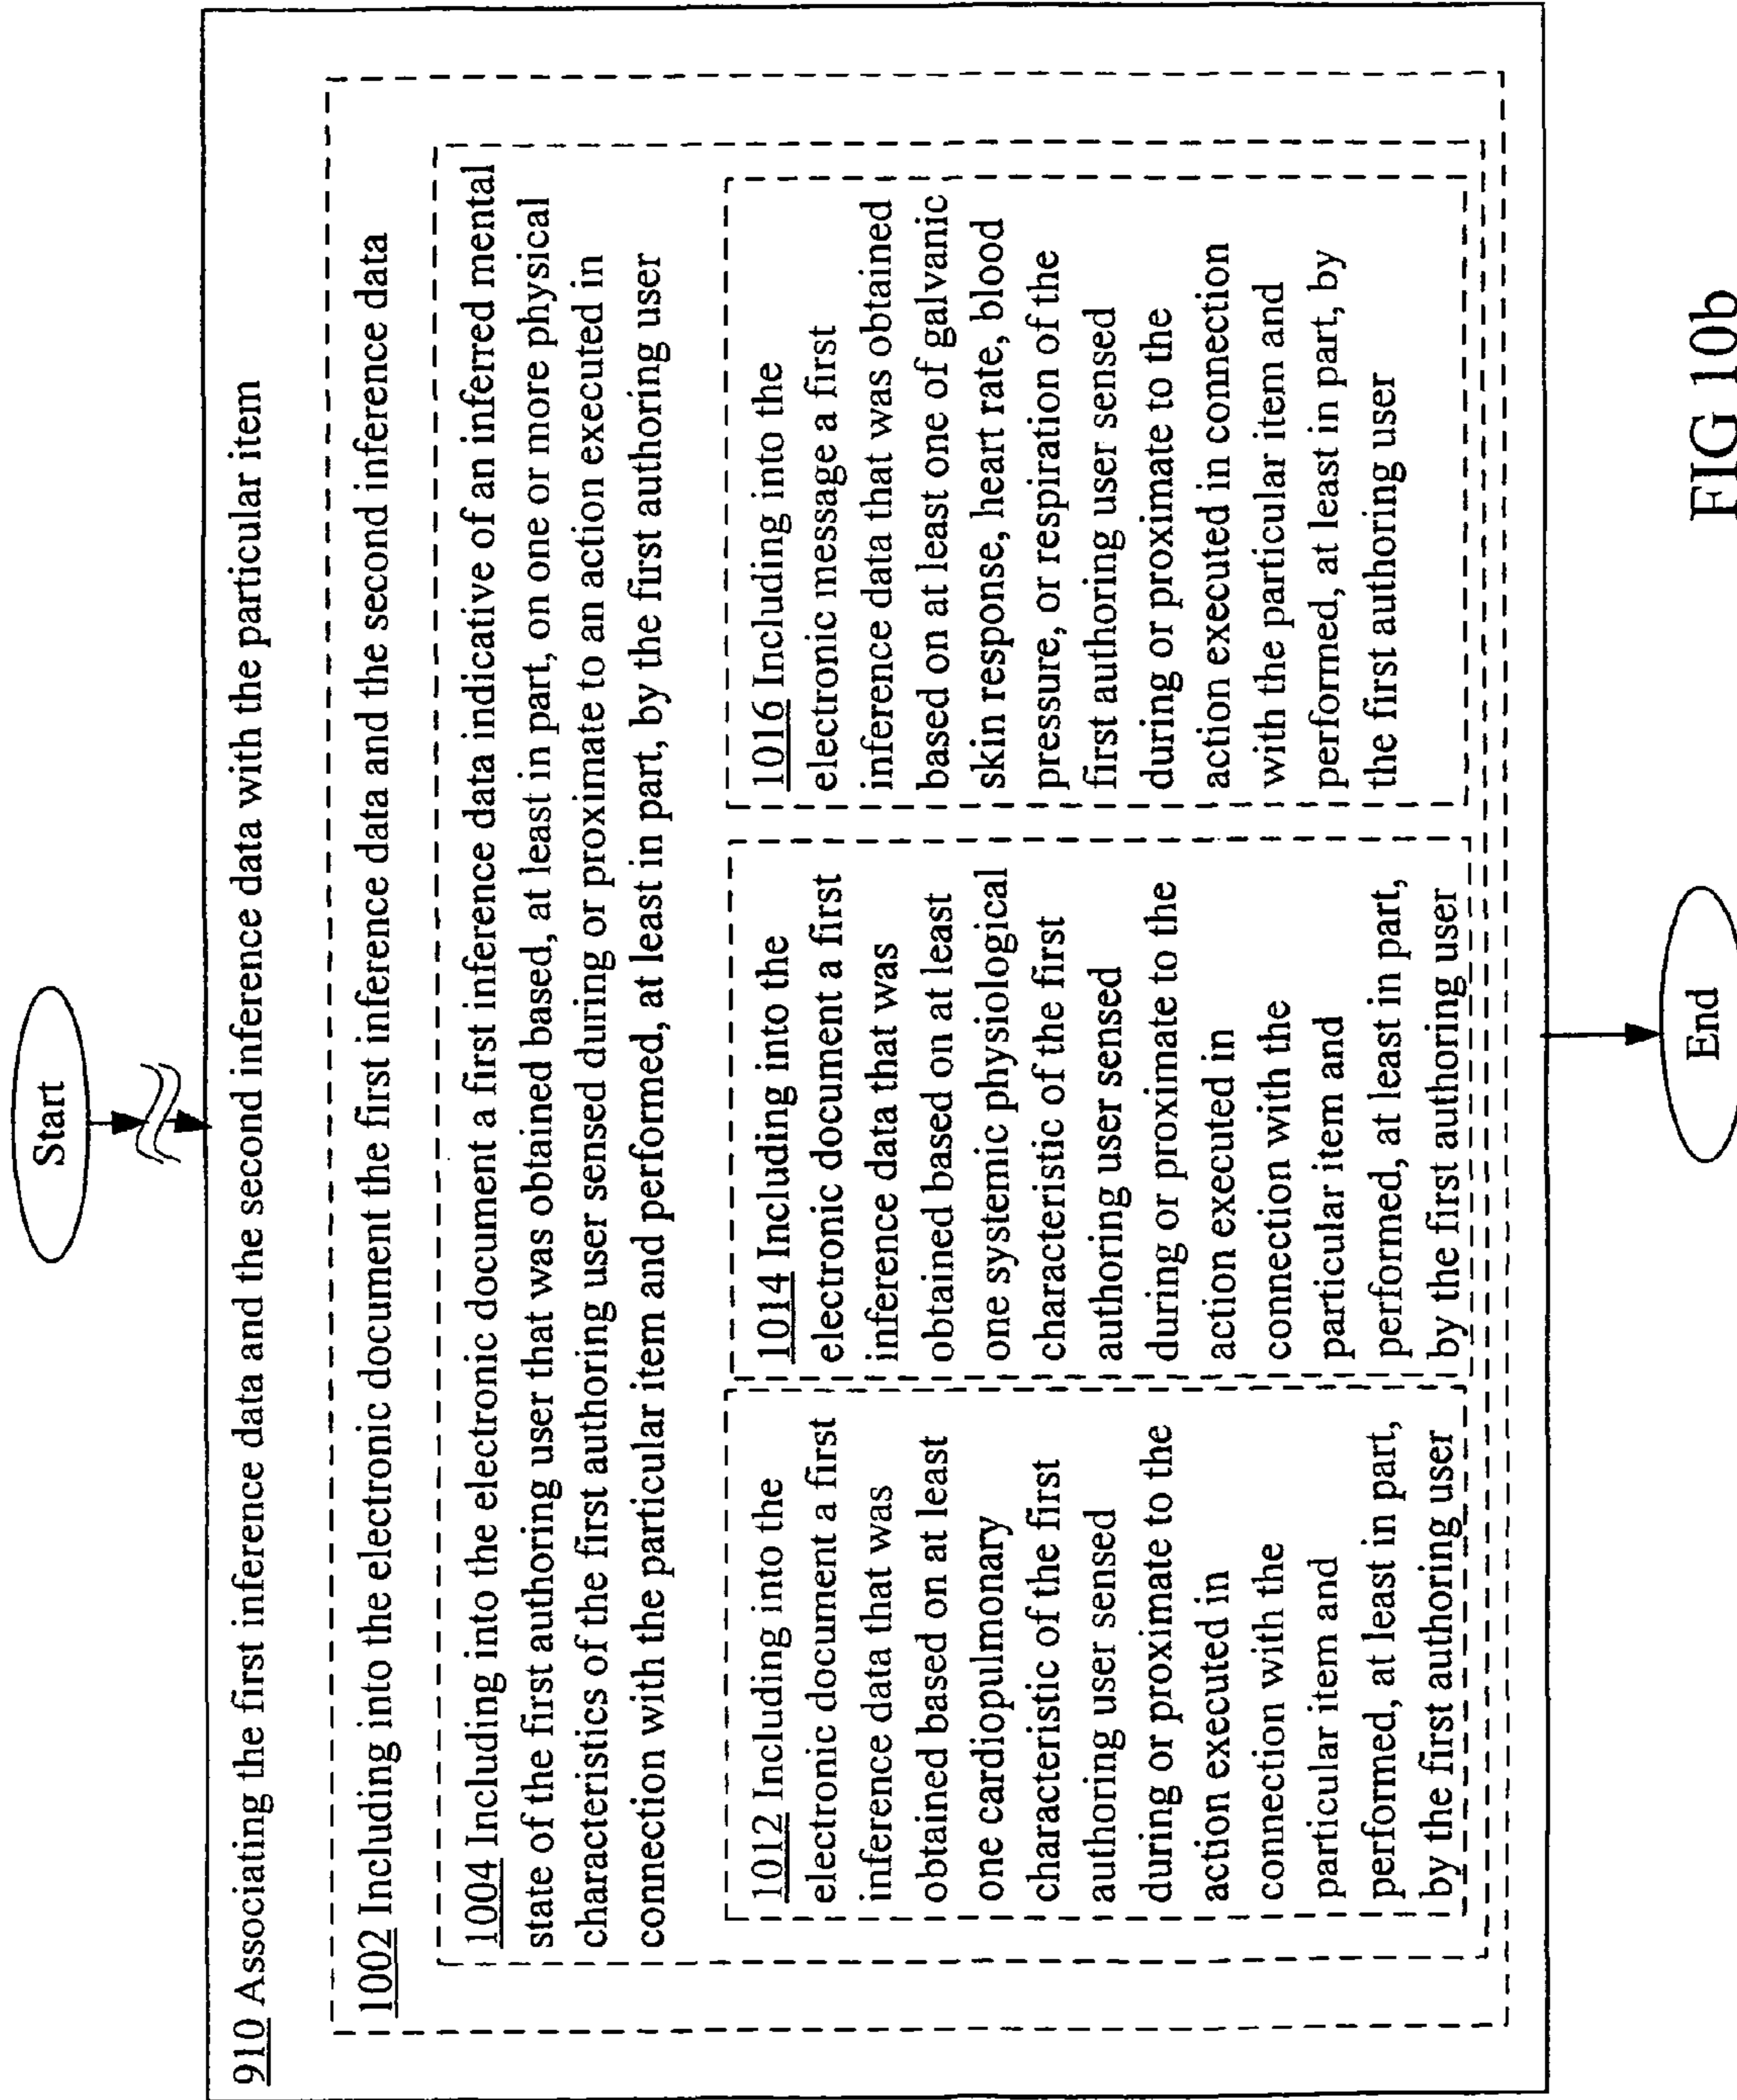 Start
910 Associating the first inference data and the second inference data with the particular item
1002 Including into the electronic document the first inference data and the second inference data
1004 Including into the electronic document a first inference data indicative of an inferred mental
state of the first authoring user that was obtained based, at least in part, on one or more physical
characteristics of the first authoring user sensed during or proximate to an action executed in
connection with the particular item and performed, at least in part, by the first authoring user
1012 Including into the
electronic document a first
inference data that was
obtained based on at least
one cardiopulmonary
characteristic of the first
authoring user sensed
during or proximate to the
action executed in
connection with the
particular item and
performed, at least in part,
by the first authoring user
1014 Including into the
electronic document a first
inference data that was
obtained based on at least
one systemic physiological
characteristic of the first
authoring user sensed
during or proximate to the
action executed in
connection with the
particular item and
performed, at least in part,
by the first authoring user
1016 Including into the
electronic message a first
inference data that was obtained
based on at least one of galvanic
skin response, heart rate, blood
pressure, or respiration of the
first authoring user sensed
during or proximate to the
action executed in connection
with the particular item and
performed, at least in part, by
the first authoring user
End
FIG 10b